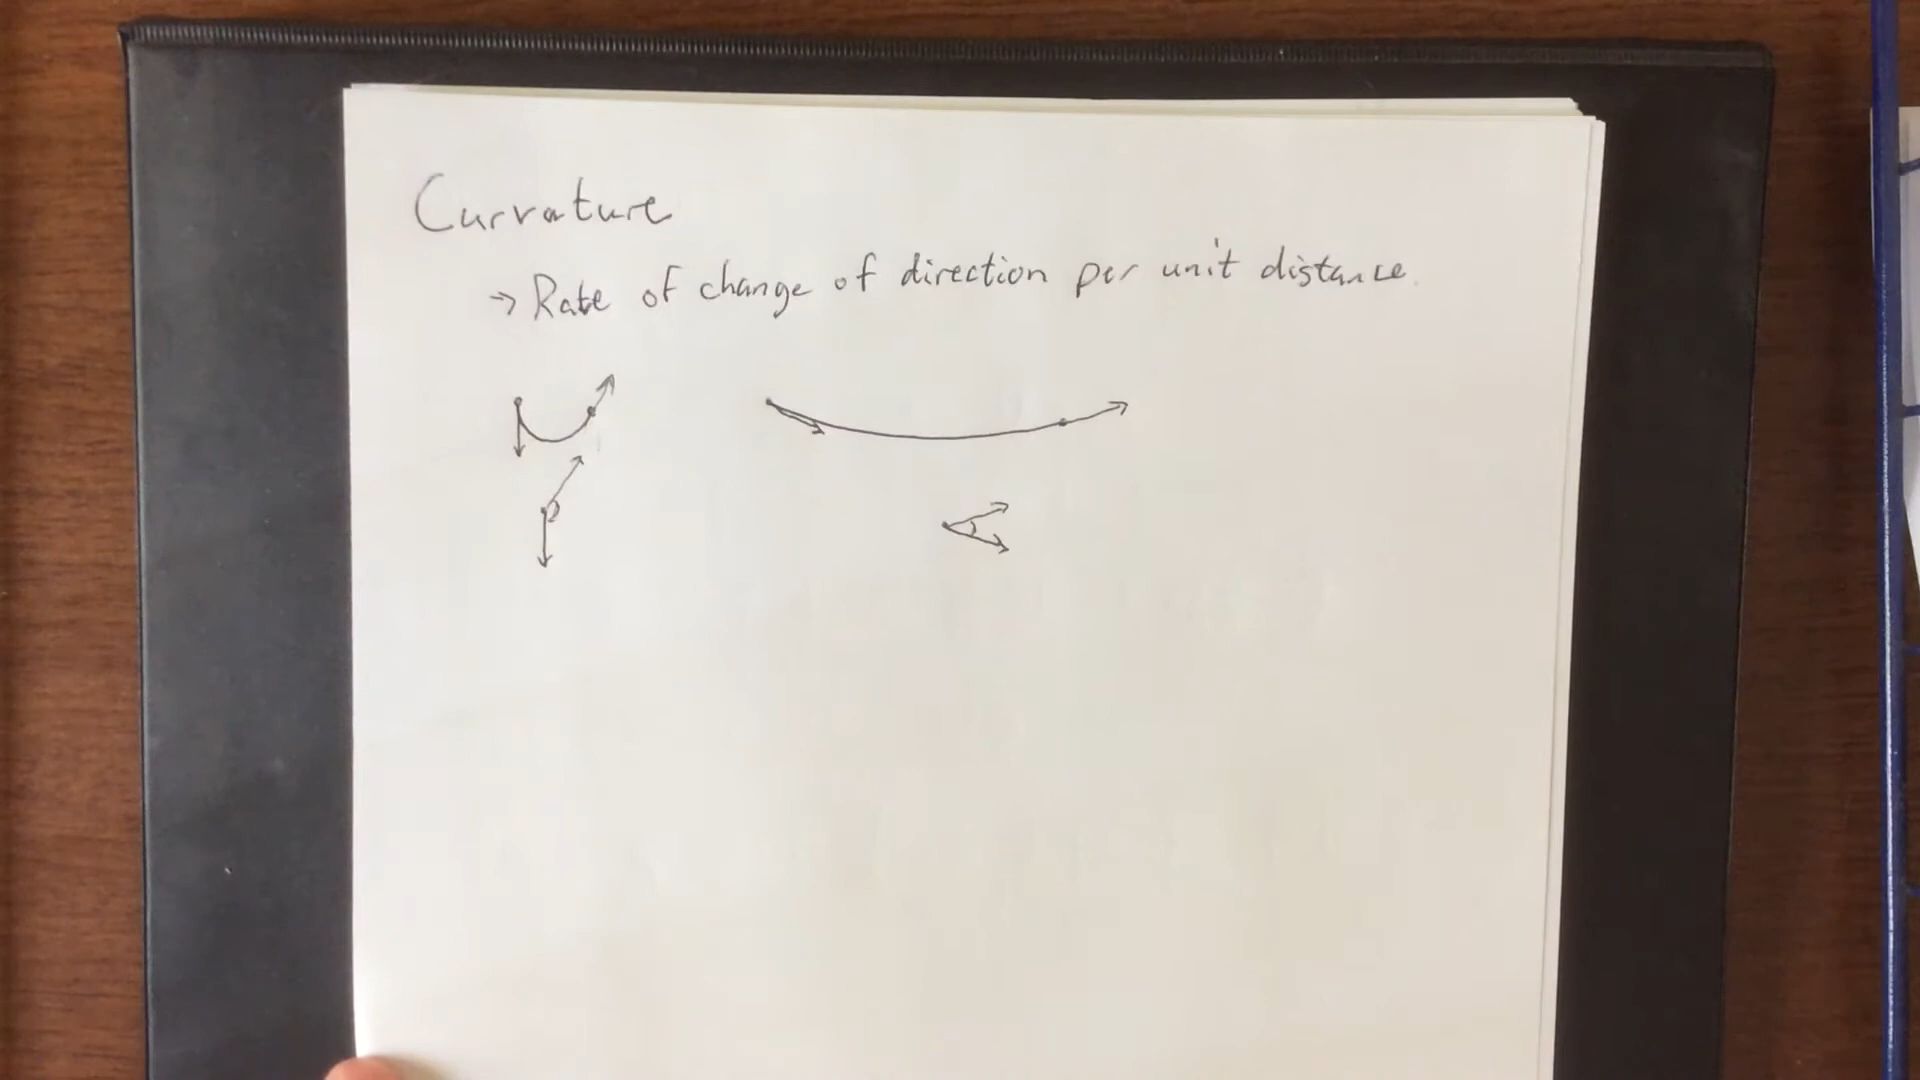 Curvature
→ Rate of change of direction per unit distance.